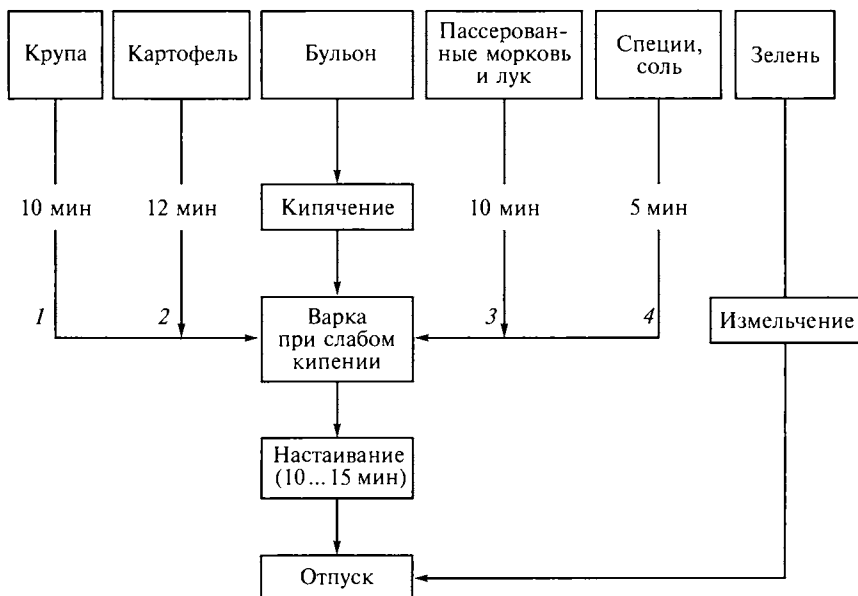 Крупа
Картофель
Бульон
Пассерован-
ные морковь
и лук
Специи,
соль
Зелень
10 мин
12 мин
Кипячение
10 мин
5 мин
1
2
Варка
при слабом
кипении
3
4
Измельчение
Настаивание
(10... 15 мин)
Отпуск